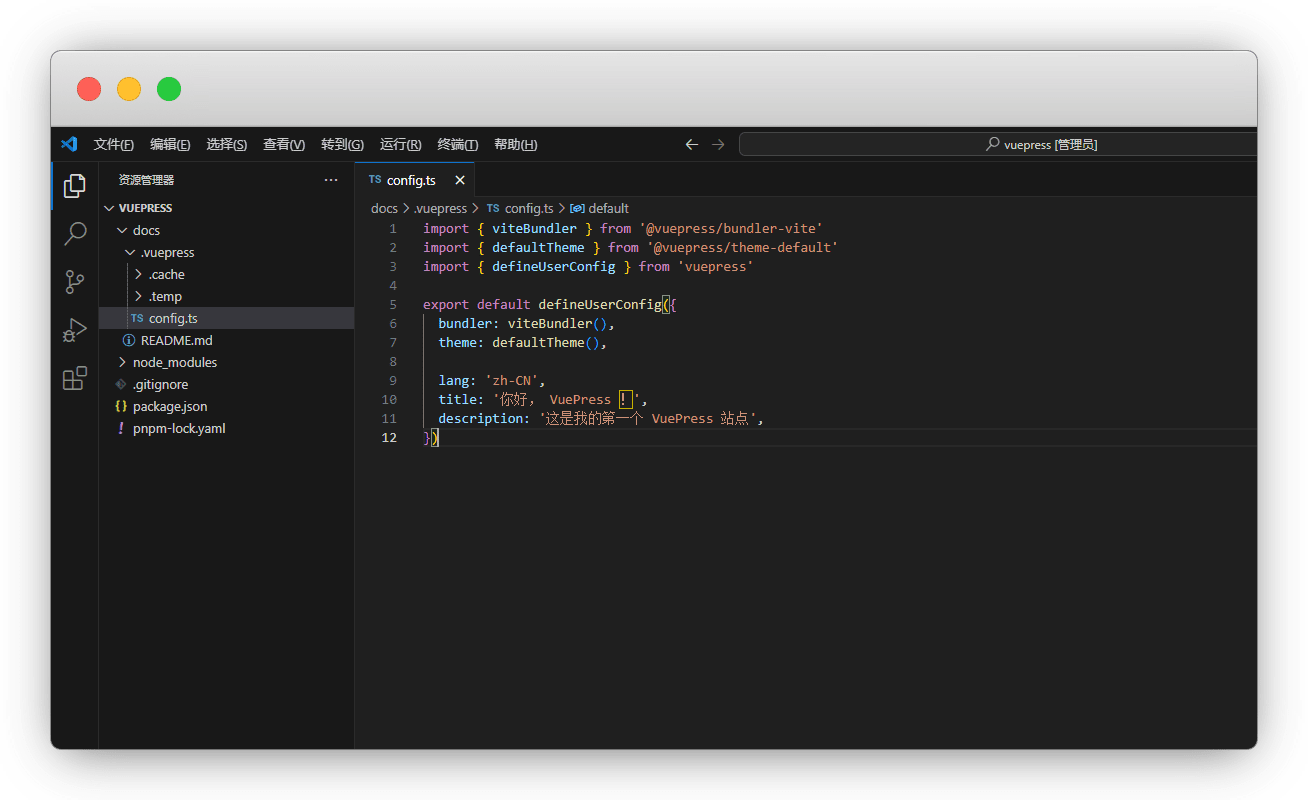 文件(F) 编辑(E) 选择(S) 查看(V) 转到(G) 运行(R) 终端(T) 帮助(H) vuepress [管理员]
资源管理器
VUEPRESS
docs
.vuepress
.cache
.temp
TS config.ts
README.md
node_modules
.gitignore
{} package.json
! pnpm-lock.yaml
TS config.ts
docs > .vuepress > TS config.ts > default
1 import { viteBundler } from '@vuepress/bundler-vite'
2 import { defaultTheme } from '@vuepress/theme-default'
3 import { defineUserConfig } from 'vuepress'
4
5 export default defineUserConfig({
6 bundler: viteBundler(),
7 theme: defaultTheme(),
8
9 lang: 'zh-CN',
10 title: '你好， VuePress ！',
11 description: '这是我的第一个 VuePress 站点',
12 })